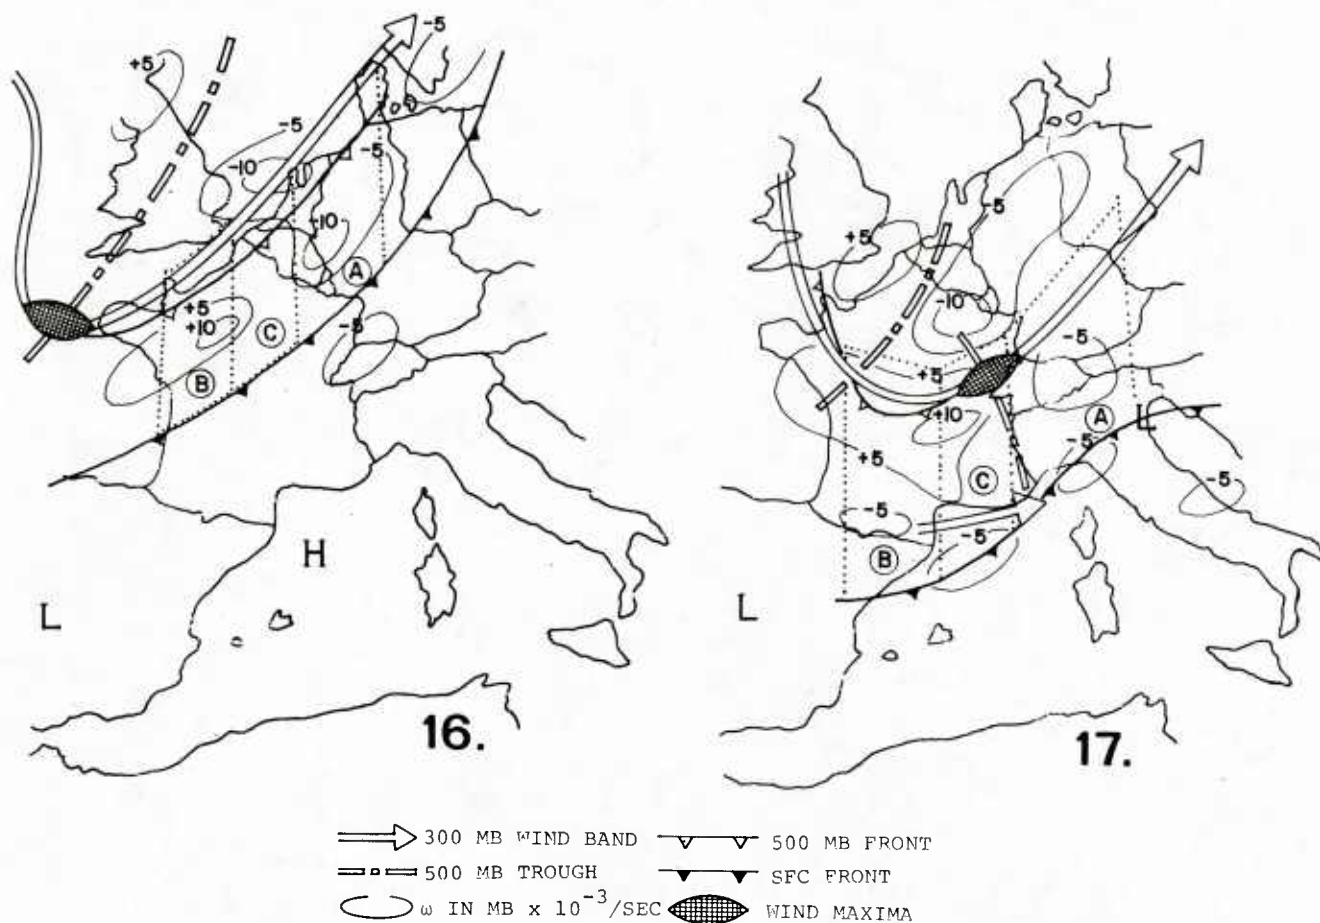 -5
+5
-5
-10
-5
-10
A
+5
+10
C
-5
B
H
L
16.
-5
+5
-10
-5
+5
+10
A
L
-5
+5
C
-5
-5
-5
B
L
17.
300 MB WIND BAND
500 MB FRONT
500 MB TROUGH
SFC FRONT
ω IN MB x 10⁻³/SEC
WIND MAXIMA